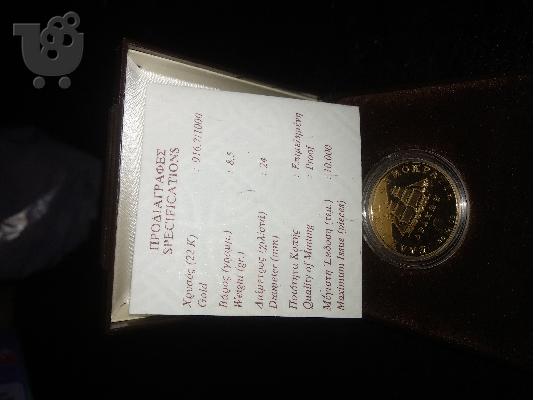 ΠΡΟΔΙΑΓΡΑΦΕΣ
SPECIFICATIONS
Χρυσός (22 Κ) : 916.7:1000
Gold
Βάρος (γραμμ.) : 8.5
Weight (gr.)
Διάμετρος (χιλιοστά) : 24
Diameter (mm.)
Ποιότητα Κοπής : Επιμελημένη
Quality of Minting : Proof
Μέγιστη Έκδοση (τεμ.) : 10.000
Maximum Issue (pieces)